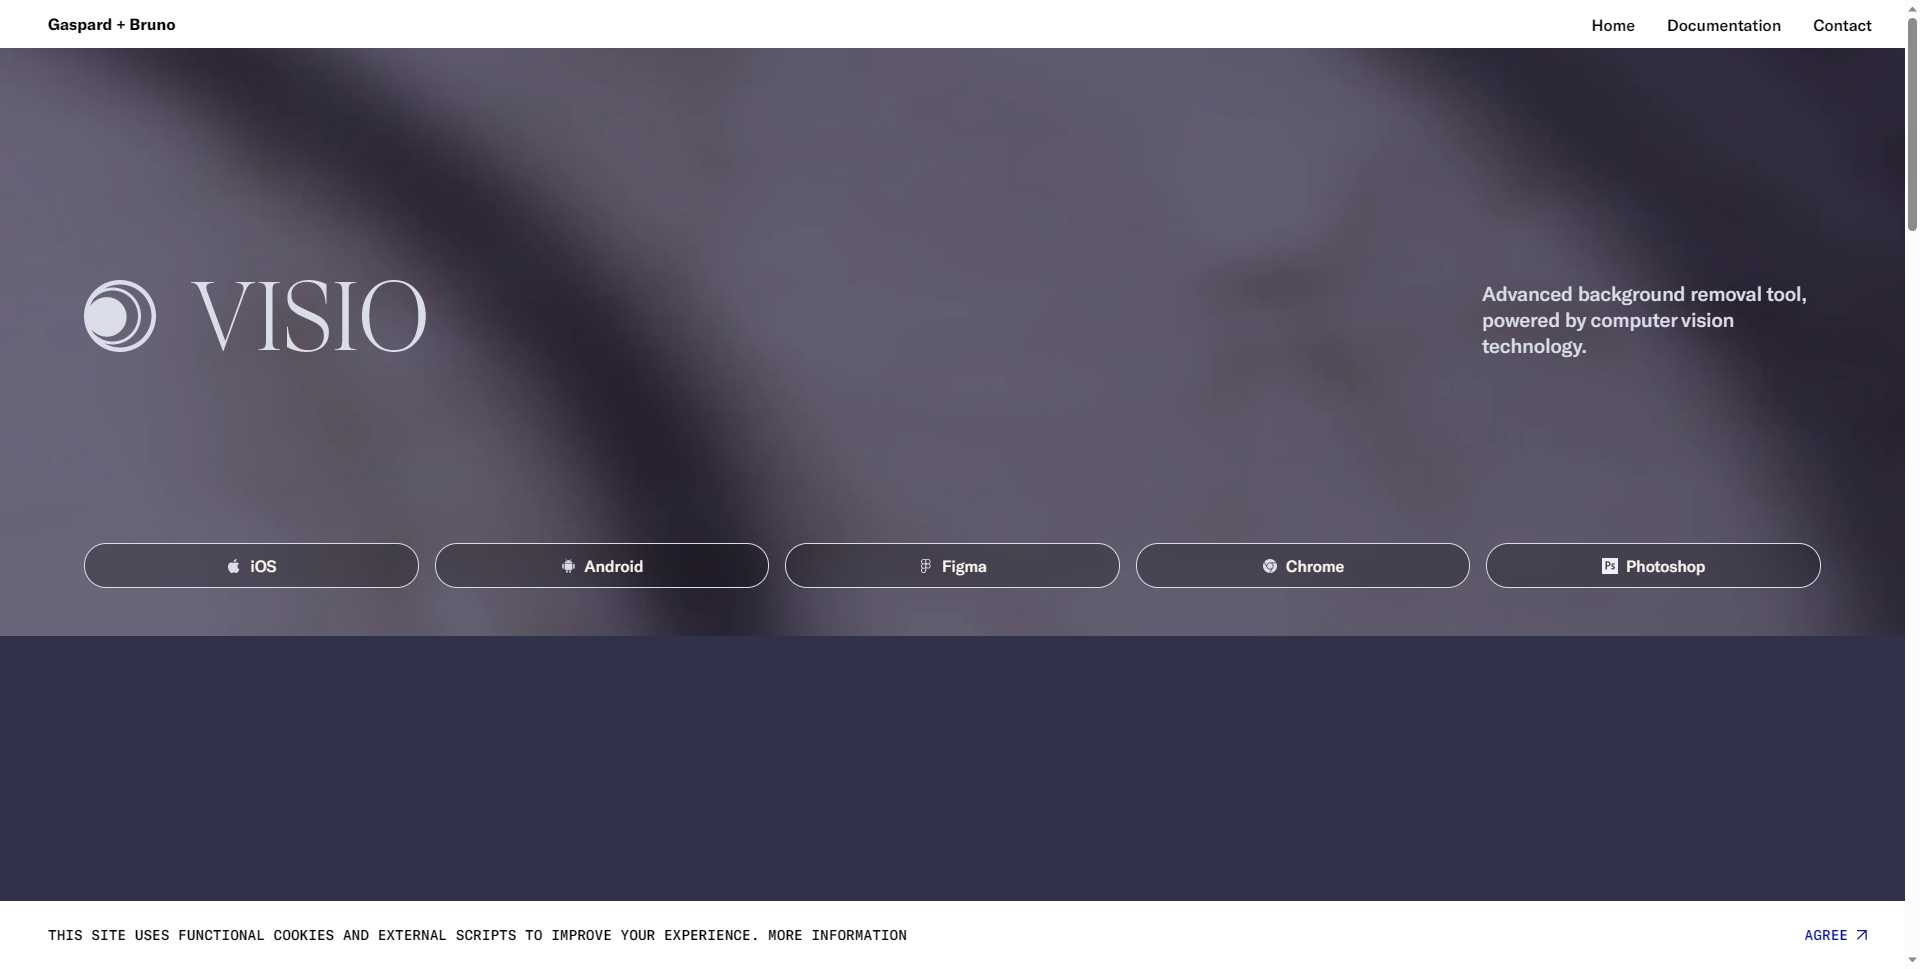 Gaspard + Bruno
Home
Documentation
Contact
VISIO
Advanced background removal tool,
powered by computer vision
technology.
iOS
Android
Figma
Chrome
Ps Photoshop
THIS SITE USES FUNCTIONAL COOKIES AND EXTERNAL SCRIPTS TO IMPROVE YOUR EXPERIENCE. MORE INFORMATION
AGREE